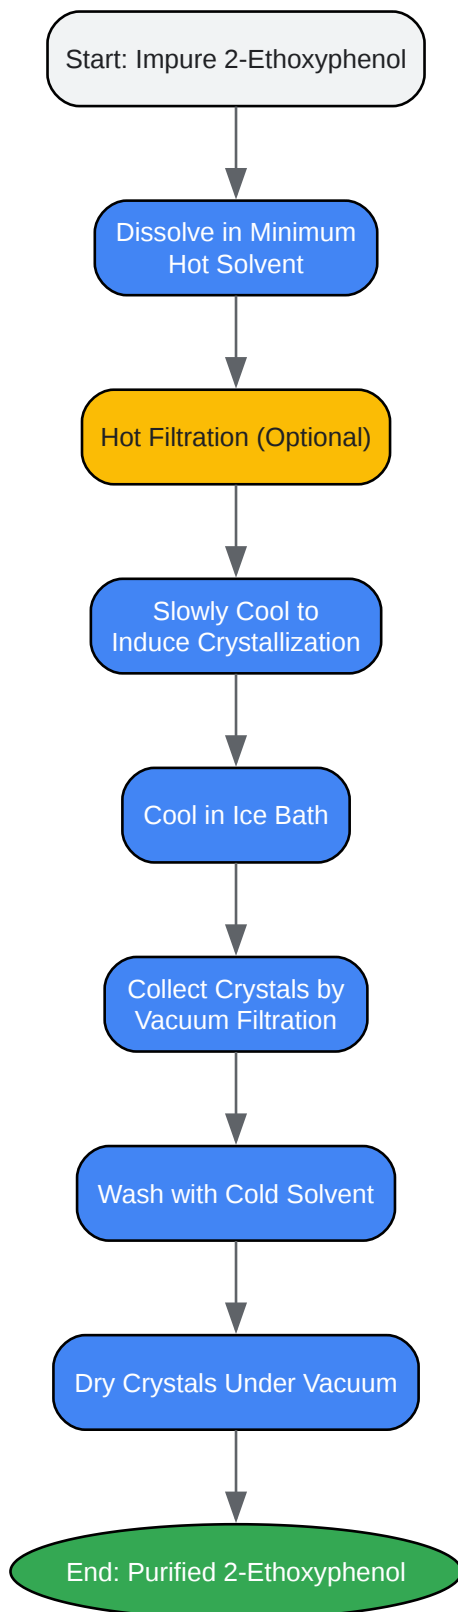 Start: Impure 2-Ethoxyphenol
Dissolve in Minimum
Hot Solvent
Hot Filtration (Optional)
Slowly Cool to
Induce Crystallization
Cool in Ice Bath
Collect Crystals by
Vacuum Filtration
Wash with Cold Solvent
Dry Crystals Under Vacuum
End: Purified 2-Ethoxyphenol